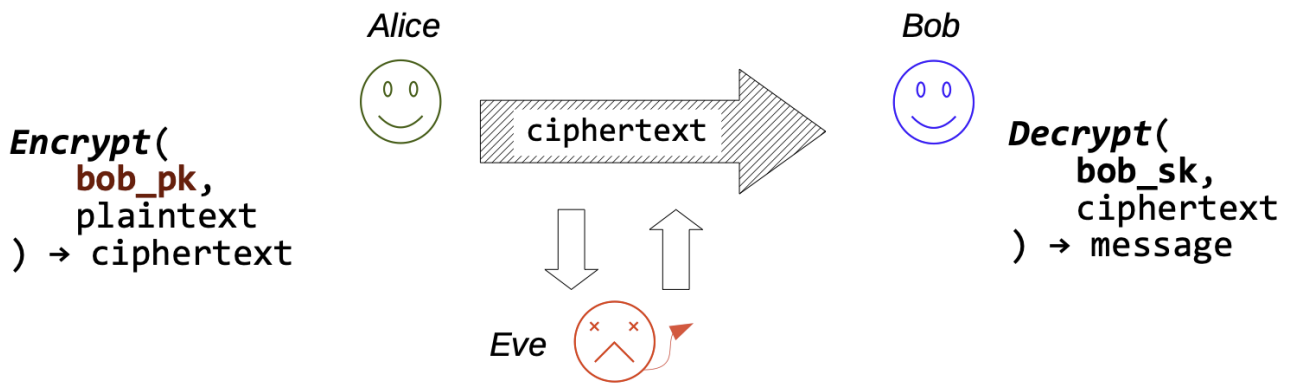 Alice
Bob
Encrypt(
bob_pk,
plaintext
) → ciphertext
ciphertext
Decrypt(
bob_sk,
ciphertext
) → message
Eve